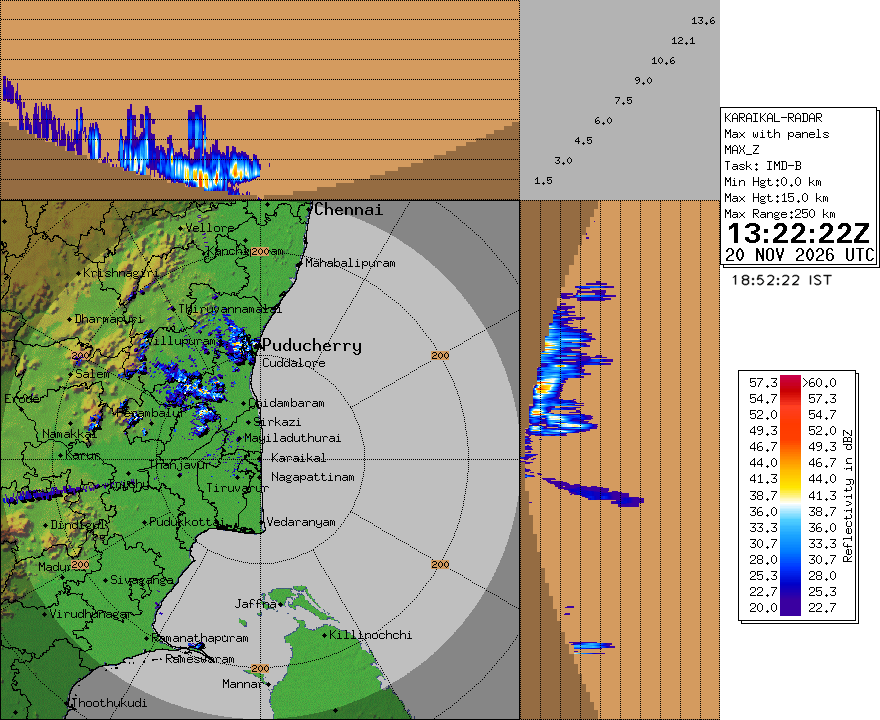 13.6
12.1
10.6
9.0
7.5
6.0
4.5
3.0
1.5
KARAIKAL-RADAR
Max with panels
MAX_Z
Task: IMD-B
Min Hgt:0.0 km
Max Hgt:15.0 km
Max Range:250 km
13:22:22Z
20 NOV 2026 UTC
18:52:22 IST
Chennai
Vellore
200
Mahabalipuram
Krishnagiri
Thiruvannamalai
Dharmapuri
Villupuram
Puducherry
200
200
Cuddalore
Salem
Erode
Chidambaram
Perambalur
Sirkazi
Namakkal
Mayiladuthurai
Karur
Karaikal
Thanjavur
Nagapattinam
Tiruvarur
Dindigul
Pudukkottai
Vedaranyam
200
200
Madurai
Sivaganga
Jaffna
Virudhunagar
Ramanathapuram
Killinochchi
Rameswaram
200
Mannar
Thoothukudi
57.3 >60.0
54.7 57.3
52.0 54.7
49.3 52.0
46.7 49.3
44.0 46.7
41.3 44.0
38.7 41.3
36.0 38.7
33.3 36.0
30.7 33.3
28.0 30.7
25.3 28.0
22.7 25.3
20.0 22.7
Reflectivity in dBZ